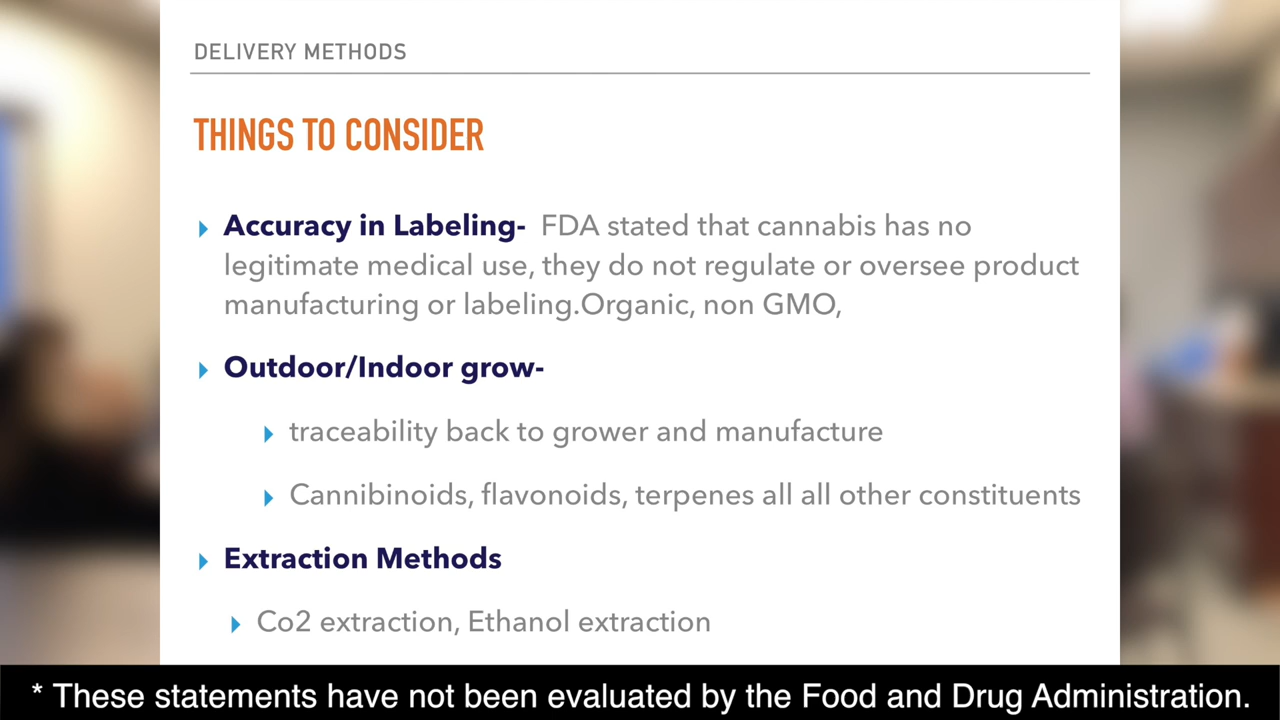 DELIVERY METHODS
THINGS TO CONSIDER
Accuracy in Labeling- FDA stated that cannabis has no
legitimate medical use, they do not regulate or oversee product
manufacturing or labeling.Organic, non GMO,
Outdoor/Indoor grow-
traceability back to grower and manufacture
Cannibinoids, flavonoids, terpenes all all other constituents
Extraction Methods
Co2 extraction, Ethanol extraction
* These statements have not been evaluated by the Food and Drug Administration.